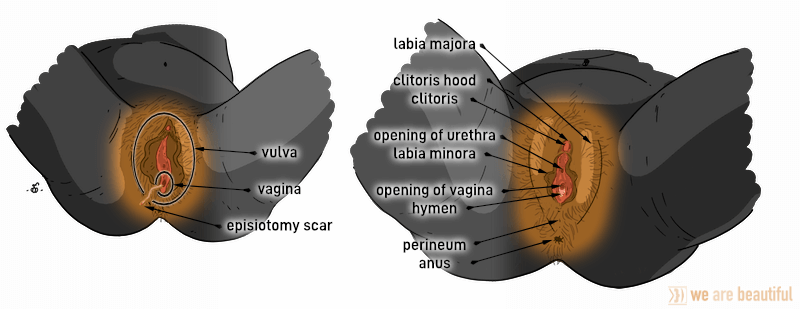 vulva
vagina
episiotomy scar
labia majora
clitoris hood
clitoris
opening of urethra
labia minora
opening of vagina
hymen
perineum
anus
we are beautiful